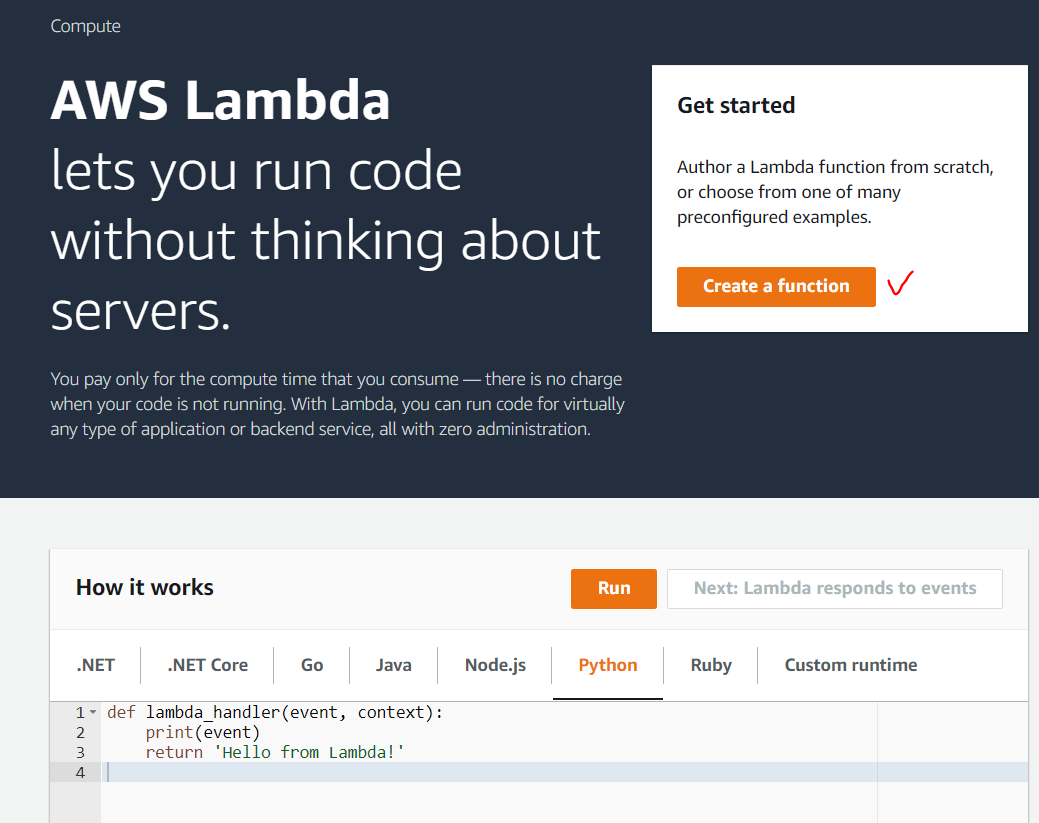 Compute
AWS Lambda
lets you run code
without thinking about
servers.
You pay only for the compute time that you consume — there is no charge
when your code is not running. With Lambda, you can run code for virtually
any type of application or backend service, all with zero administration.
Get started
Author a Lambda function from scratch,
or choose from one of many
preconfigured examples.
Create a function
How it works
Run
Next: Lambda responds to events
.NET
.NET Core
Go
Java
Node.js
Python
Ruby
Custom runtime
1 def lambda_handler(event, context):
2     print(event)
3     return 'Hello from Lambda!'
4